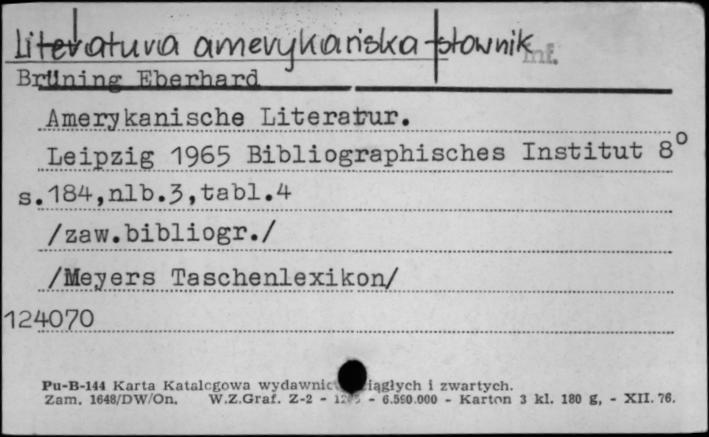 Literatura amerykańska - słownik inf.
Brüning Eberhard
Amerykanische Literatur.
Leipzig 1965 Bibliographisches Institut 8⁰
s.184,nlb.3,tabl.4
/zaw.bibliogr./
/Meyers Taschenlexikon/
124070
Pu-B-144 Karta Katalogowa wydawnic ciągłych i zwartych.
Zam. 1648/DW/On. W.Z.Graf. Z-2 - - 6.590.000 - Karton 3 kl. 180 g, - XII. 76.